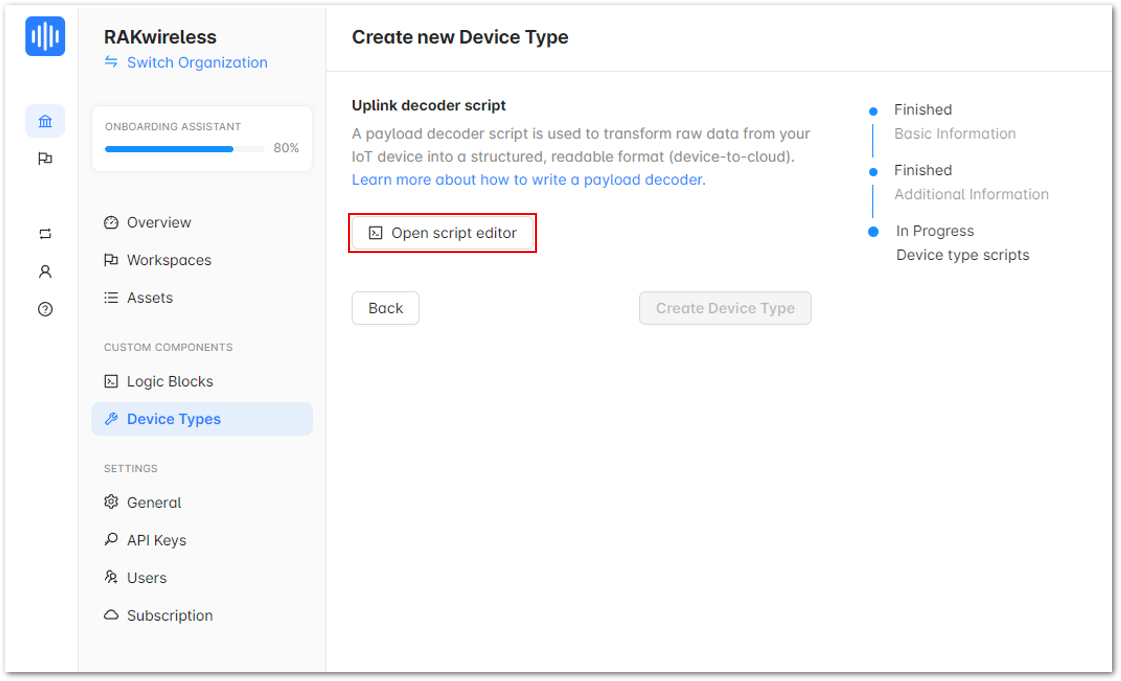 RAKwireless
Switch Organization
ONBOARDING ASSISTANT
80%
Overview
Workspaces
Assets
CUSTOM COMPONENTS
Logic Blocks
Device Types
SETTINGS
General
API Keys
Users
Subscription
Create new Device Type
Uplink decoder script
A payload decoder script is used to transform raw data from your
IoT device into a structured, readable format (device-to-cloud).
Learn more about how to write a payload decoder.
Open script editor
Back
Create Device Type
Finished
Basic Information
Finished
Additional Information
In Progress
Device type scripts